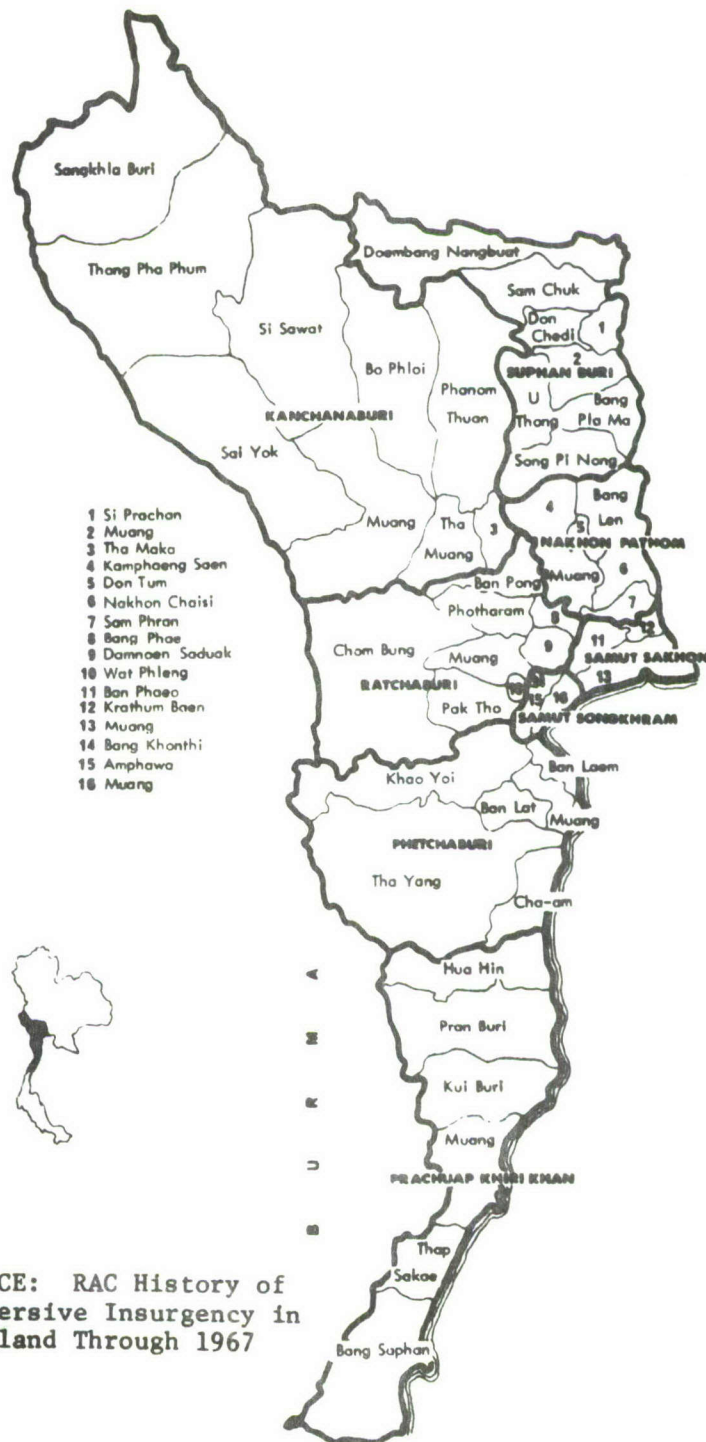 Sangkhla Buri
Thong Pha Phum
Doembang Nangbuat
Sam Chuk
Si Sawat
Don
Chedi
1
2
SUPHAN BURI
Bo Phloi
Phanom
Thuan
U
Thong
Bang
Pla Ma
KANCHANABURI
Sai Yok
Song Pi Nong
Muang
Tha
Muang
3
4
Bang
Len
5
NAKHON PATHOM
Muang
6
7
1 Si Prachan
2 Muang
3 Tha Maka
4 Kamphaeng Saen
5 Don Tum
6 Nakhon Chaisi
7 Sam Phran
8 Bang Phae
9 Damnoen Saduak
10 Wat Phleng
11 Ban Phaeo
12 Krathum Baen
13 Muang
14 Bang Khonthi
15 Amphawa
16 Muang
Ban Pong
Photharam
8
12
11
Chom Bung
Muang
9
SAMUT SAKHON
13
RATCHABURI
10
14
15
16
Pak Tho
SAMUT SONGKHRAM
Khao Yoi
Ban Laem
Ban Lat
Muang
PHETCHABURI
Tha Yang
Cha-am
Hua Hin
Pran Buri
Kui Buri
Muang
PRACHUAP KHIRI KHAN
BURMA
Thap
Sakae
Bang Saphan
CE: RAC History of
ersive Insurgency in
land Through 1967